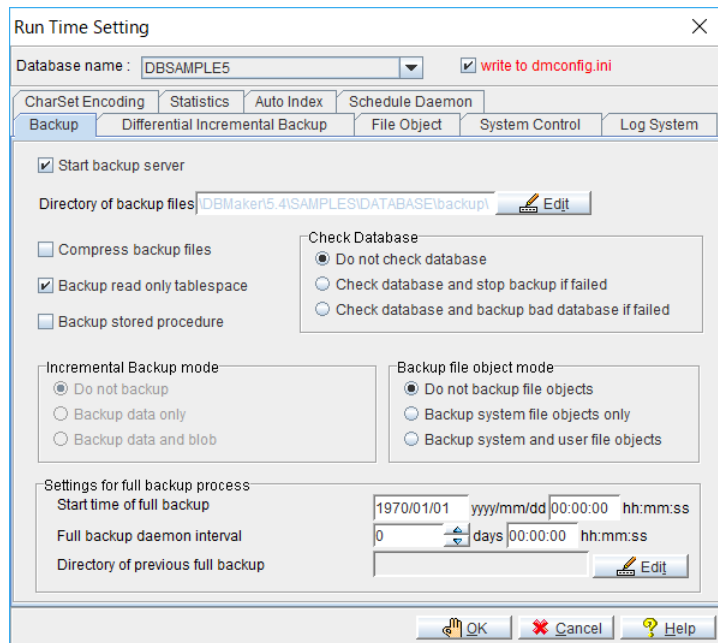 Run Time Setting
Database name : DBSAMPLE5 write to dmconfig.ini
CharSet Encoding Statistics Auto Index Schedule Daemon
Backup Differential Incremental Backup File Object System Control Log System
Start backup server
Directory of backup files \DBMaker\5.4\SAMPLES\DATABASE\backup\ Edit
Compress backup files
Backup read only tablespace
Backup stored procedure
Check Database
Do not check database
Check database and stop backup if failed
Check database and backup bad database if failed
Incremental Backup mode
Do not backup
Backup data only
Backup data and blob
Backup file object mode
Do not backup file objects
Backup system file objects only
Backup system and user file objects
Settings for full backup process
Start time of full backup 1970/01/01 yyyy/mm/dd 00:00:00 hh:mm:ss
Full backup daemon interval 0 days 00:00:00 hh:mm:ss
Directory of previous full backup Edit
OK Cancel Help